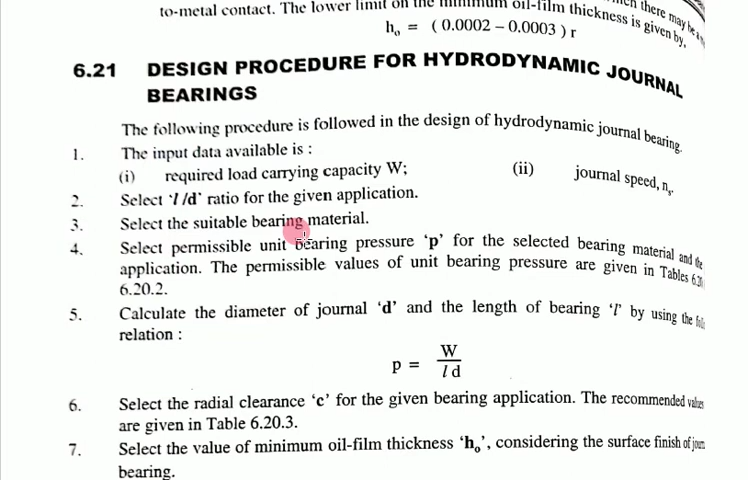 to-metal contact. The lower limit on the minimum oil-film thickness is given by,
which there may be
hₒ = ( 0.0002 – 0.0003 ) r
6.21 DESIGN PROCEDURE FOR HYDRODYNAMIC JOURNAL
BEARINGS
The following procedure is followed in the design of hydrodynamic journal bearing.
1. The input data available is :
(i) required load carrying capacity W; (ii) journal speed, nₛ.
2. Select 'l /d' ratio for the given application.
3. Select the suitable bearing material.
4. Select permissible unit bearing pressure 'p' for the selected bearing material and the
application. The permissible values of unit bearing pressure are given in Tables
6.20.2.
5. Calculate the diameter of journal 'd' and the length of bearing 'l' by using the
relation :
p = W / l d
6. Select the radial clearance 'c' for the given bearing application. The recommended values
are given in Table 6.20.3.
7. Select the value of minimum oil-film thickness 'hₒ', considering the surface finish of
bearing.